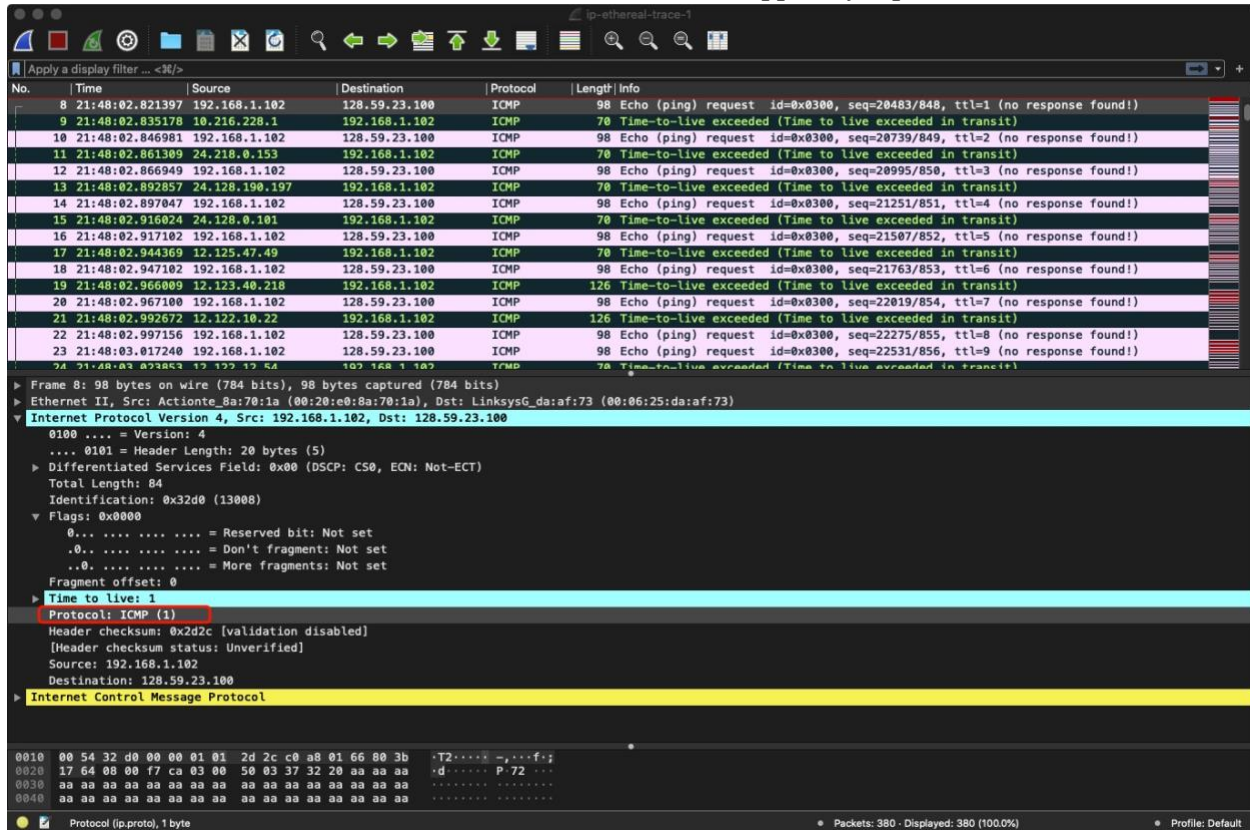 ip-ethereal-trace-1
Apply a display filter ... <⌘/>
No. Time Source Destination Protocol Length Info
8 21:48:02.821397 192.168.1.102 128.59.23.100 ICMP 98 Echo (ping) request id=0x0300, seq=20483/848, ttl=1 (no response found!)
9 21:48:02.835178 10.216.228.1 192.168.1.102 ICMP 70 Time-to-live exceeded (Time to live exceeded in transit)
10 21:48:02.846981 192.168.1.102 128.59.23.100 ICMP 98 Echo (ping) request id=0x0300, seq=20739/849, ttl=2 (no response found!)
11 21:48:02.861309 24.218.0.153 192.168.1.102 ICMP 70 Time-to-live exceeded (Time to live exceeded in transit)
12 21:48:02.866949 192.168.1.102 128.59.23.100 ICMP 98 Echo (ping) request id=0x0300, seq=20995/850, ttl=3 (no response found!)
13 21:48:02.892857 24.128.190.197 192.168.1.102 ICMP 70 Time-to-live exceeded (Time to live exceeded in transit)
14 21:48:02.897047 192.168.1.102 128.59.23.100 ICMP 98 Echo (ping) request id=0x0300, seq=21251/851, ttl=4 (no response found!)
15 21:48:02.916024 24.128.0.101 192.168.1.102 ICMP 70 Time-to-live exceeded (Time to live exceeded in transit)
16 21:48:02.917102 192.168.1.102 128.59.23.100 ICMP 98 Echo (ping) request id=0x0300, seq=21507/852, ttl=5 (no response found!)
17 21:48:02.944369 12.125.47.49 192.168.1.102 ICMP 70 Time-to-live exceeded (Time to live exceeded in transit)
18 21:48:02.947102 192.168.1.102 128.59.23.100 ICMP 98 Echo (ping) request id=0x0300, seq=21763/853, ttl=6 (no response found!)
19 21:48:02.966009 12.123.40.218 192.168.1.102 ICMP 126 Time-to-live exceeded (Time to live exceeded in transit)
20 21:48:02.967100 192.168.1.102 128.59.23.100 ICMP 98 Echo (ping) request id=0x0300, seq=22019/854, ttl=7 (no response found!)
21 21:48:02.992672 12.122.10.22 192.168.1.102 ICMP 126 Time-to-live exceeded (Time to live exceeded in transit)
22 21:48:02.997156 192.168.1.102 128.59.23.100 ICMP 98 Echo (ping) request id=0x0300, seq=22275/855, ttl=8 (no response found!)
23 21:48:03.017240 192.168.1.102 128.59.23.100 ICMP 98 Echo (ping) request id=0x0300, seq=22531/856, ttl=9 (no response found!)
24 21:48:03.023853 12.122.12.54 192.168.1.102 ICMP 70 Time-to-live exceeded (Time to live exceeded in transit)
Frame 8: 98 bytes on wire (784 bits), 98 bytes captured (784 bits)
Ethernet II, Src: Actionte_8a:70:1a (00:20:e0:8a:70:1a), Dst: LinksysG_da:af:73 (00:06:25:da:af:73)
Internet Protocol Version 4, Src: 192.168.1.102, Dst: 128.59.23.100
0100 .... = Version: 4
.... 0101 = Header Length: 20 bytes (5)
Differentiated Services Field: 0x00 (DSCP: CS0, ECN: Not-ECT)
Total Length: 84
Identification: 0x32d0 (13008)
Flags: 0x0000
0... .... .... .... = Reserved bit: Not set
.0.. .... .... .... = Don't fragment: Not set
..0. .... .... .... = More fragments: Not set
Fragment offset: 0
Time to live: 1
Protocol: ICMP (1)
Header checksum: 0x2d2c [validation disabled]
[Header checksum status: Unverified]
Source: 192.168.1.102
Destination: 128.59.23.100
Internet Control Message Protocol
0010 00 54 32 d0 00 00 01 01 2d 2c c0 a8 01 66 80 3b ·T2····· -,···f·;
0020 17 64 08 00 f7 ca 03 00 50 03 37 32 20 aa aa aa ·d······ P·72 ···
0030 aa aa aa aa aa aa aa aa aa aa aa aa aa aa aa aa ········ ········
0040 aa aa aa aa aa aa aa aa aa aa aa aa aa aa aa aa ········ ········
Protocol (ip.proto), 1 byte Packets: 380 · Displayed: 380 (100.0%) Profile: Default